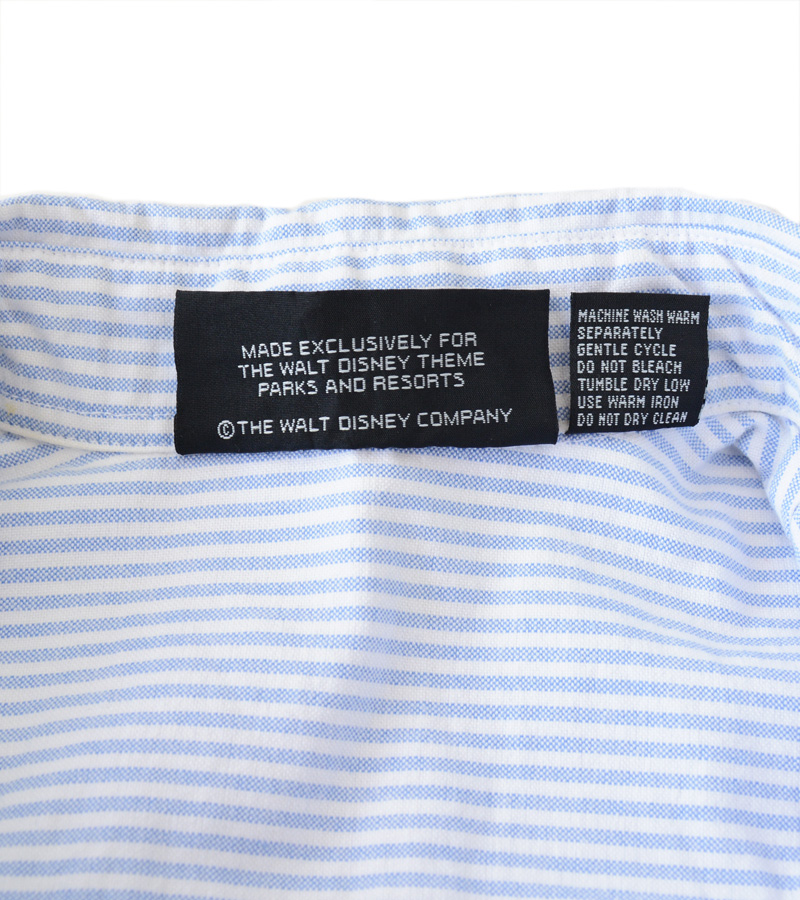 MADE EXCLUSIVELY FOR
THE WALT DISNEY THEME
PARKS AND RESORTS
©THE WALT DISNEY COMPANY
MACHINE WASH WARM
SEPARATELY
GENTLE CYCLE
DO NOT BLEACH
TUMBLE DRY LOW
USE WARM IRON
DO NOT DRY CLEAN